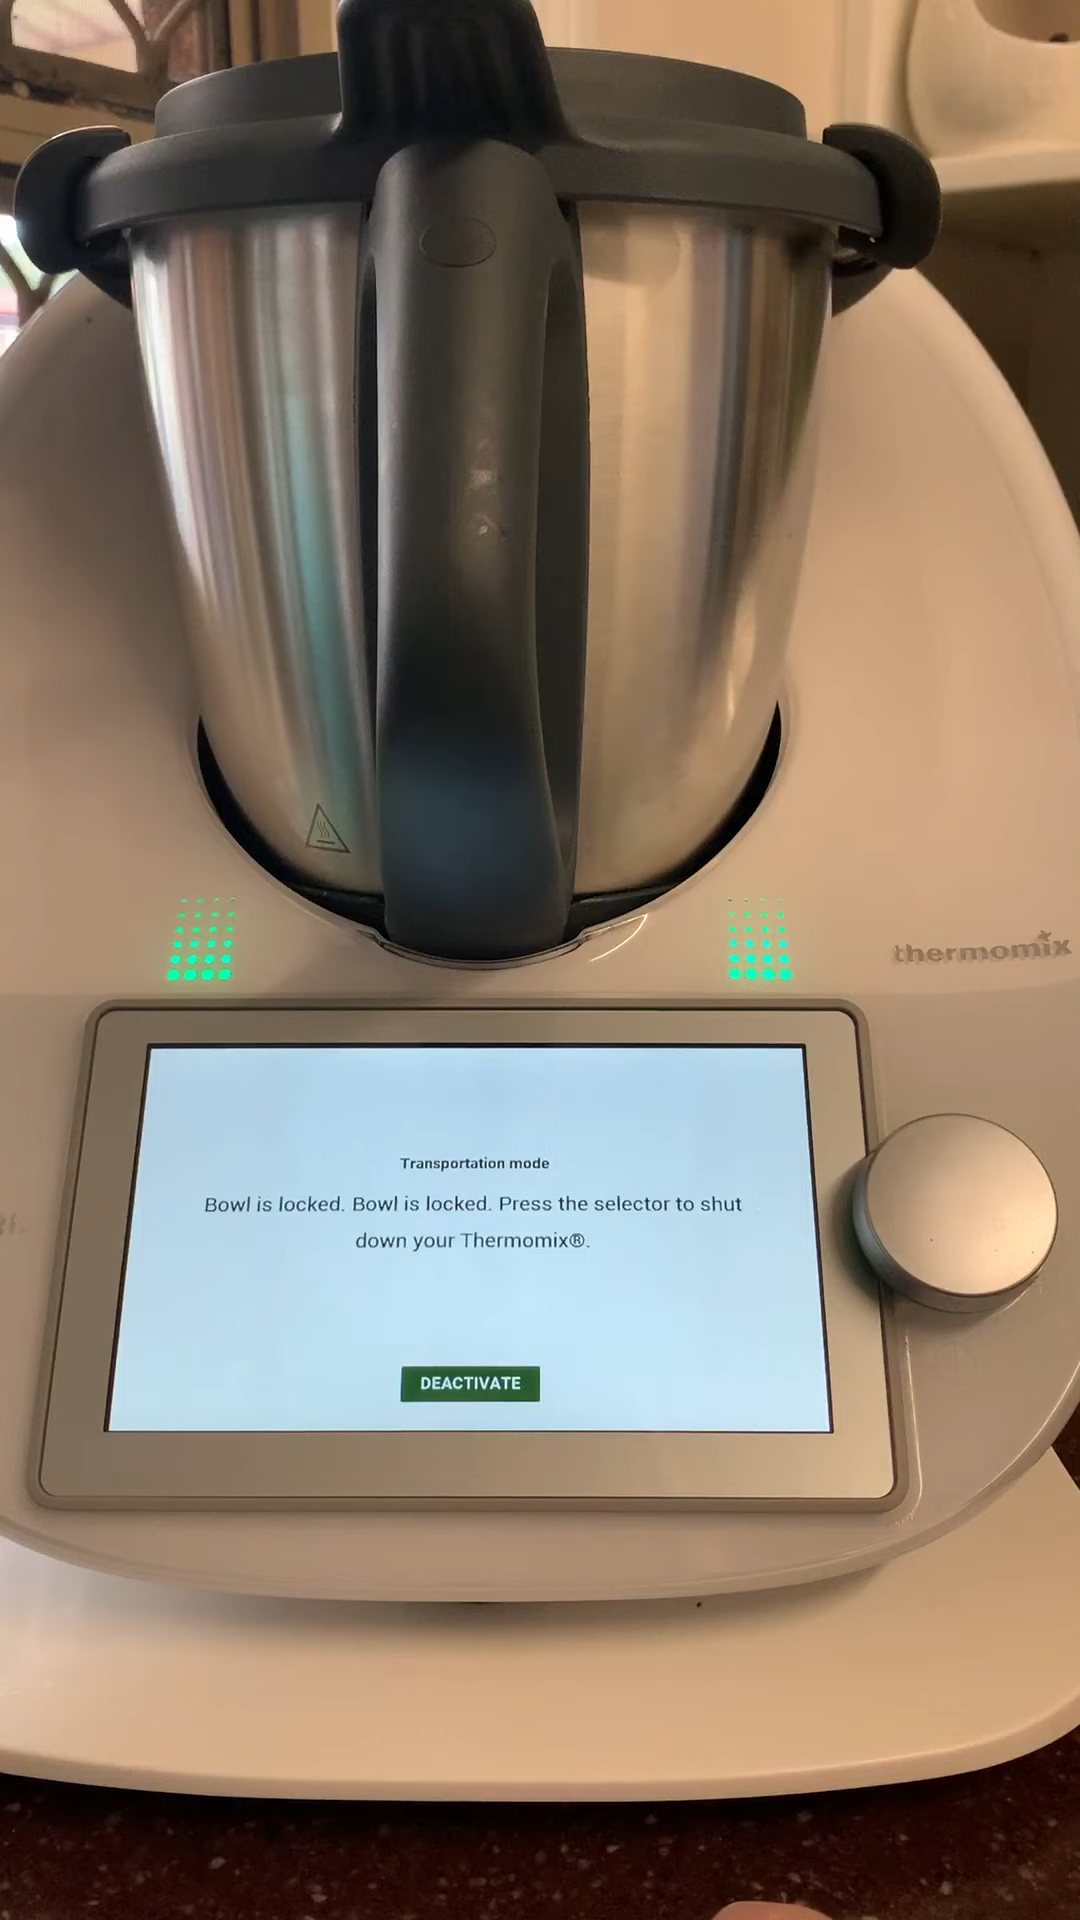 thermomix
Transportation mode
Bowl is locked. Bowl is locked. Press the selector to shut
down your Thermomix®.
DEACTIVATE